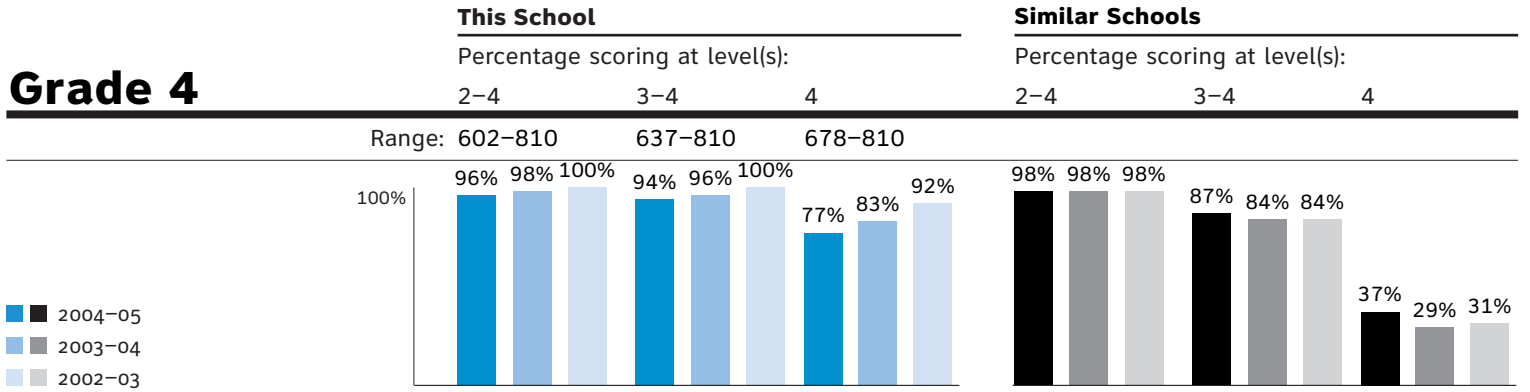 This School Similar Schools
Percentage scoring at level(s): Percentage scoring at level(s):
Grade 4 2–4 3–4 4 2–4 3–4 4
Range: 602–810 637–810 678–810
96% 98% 100% 94% 96% 100% 77% 83% 92% 98% 98% 98% 87% 84% 84% 37% 29% 31%
100%
2004–05
2003–04
2002–03